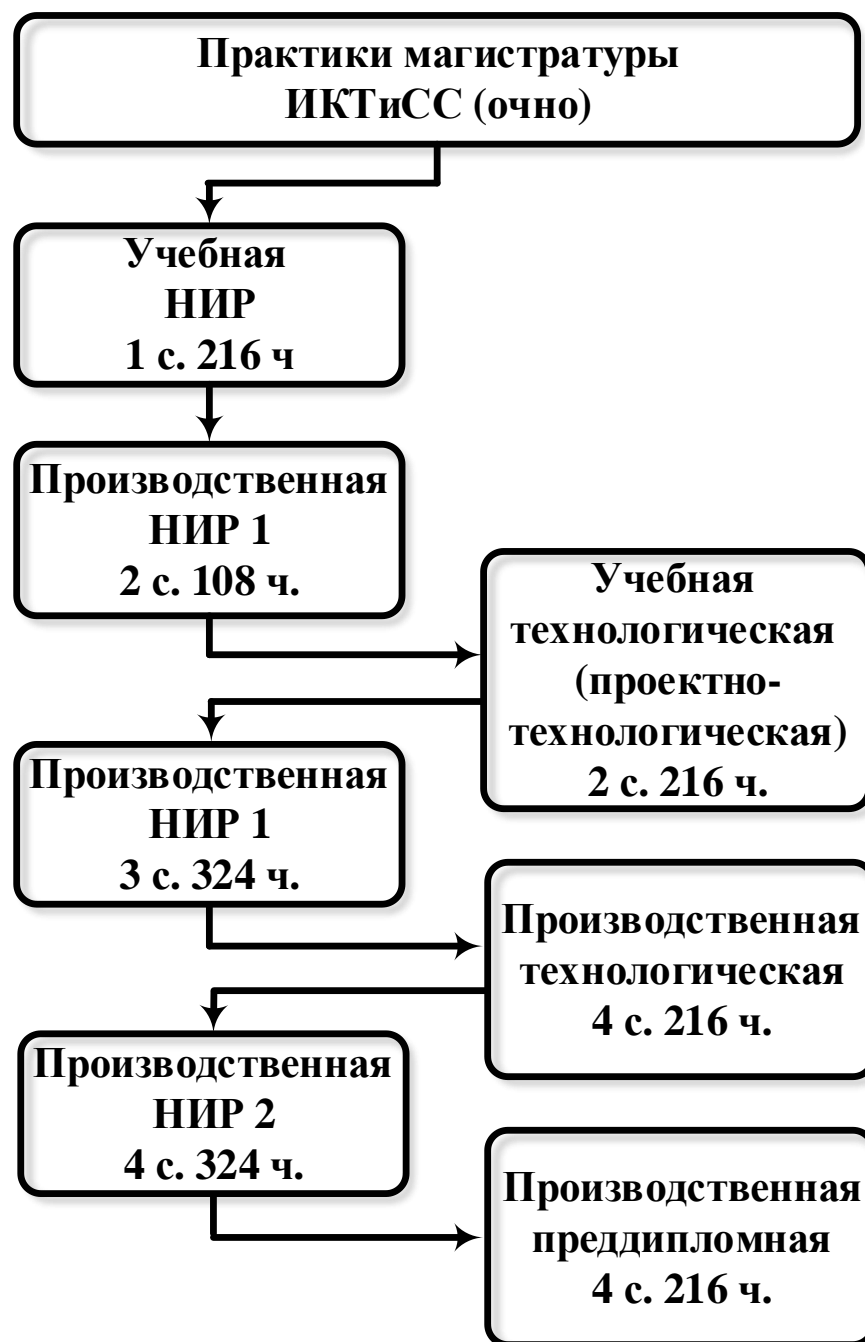 Практики магистратуры
ИКТиСС (очно)
Учебная
НИР
1 с. 216 ч
Производственная
НИР 1
2 с. 108 ч.
Учебная
технологическая
(проектно-
технологическая)
2 с. 216 ч.
Производственная
НИР 1
3 с. 324 ч.
Производственная
технологическая
4 с. 216 ч.
Производственная
НИР 2
4 с. 324 ч.
Производственная
преддипломная
4 с. 216 ч.